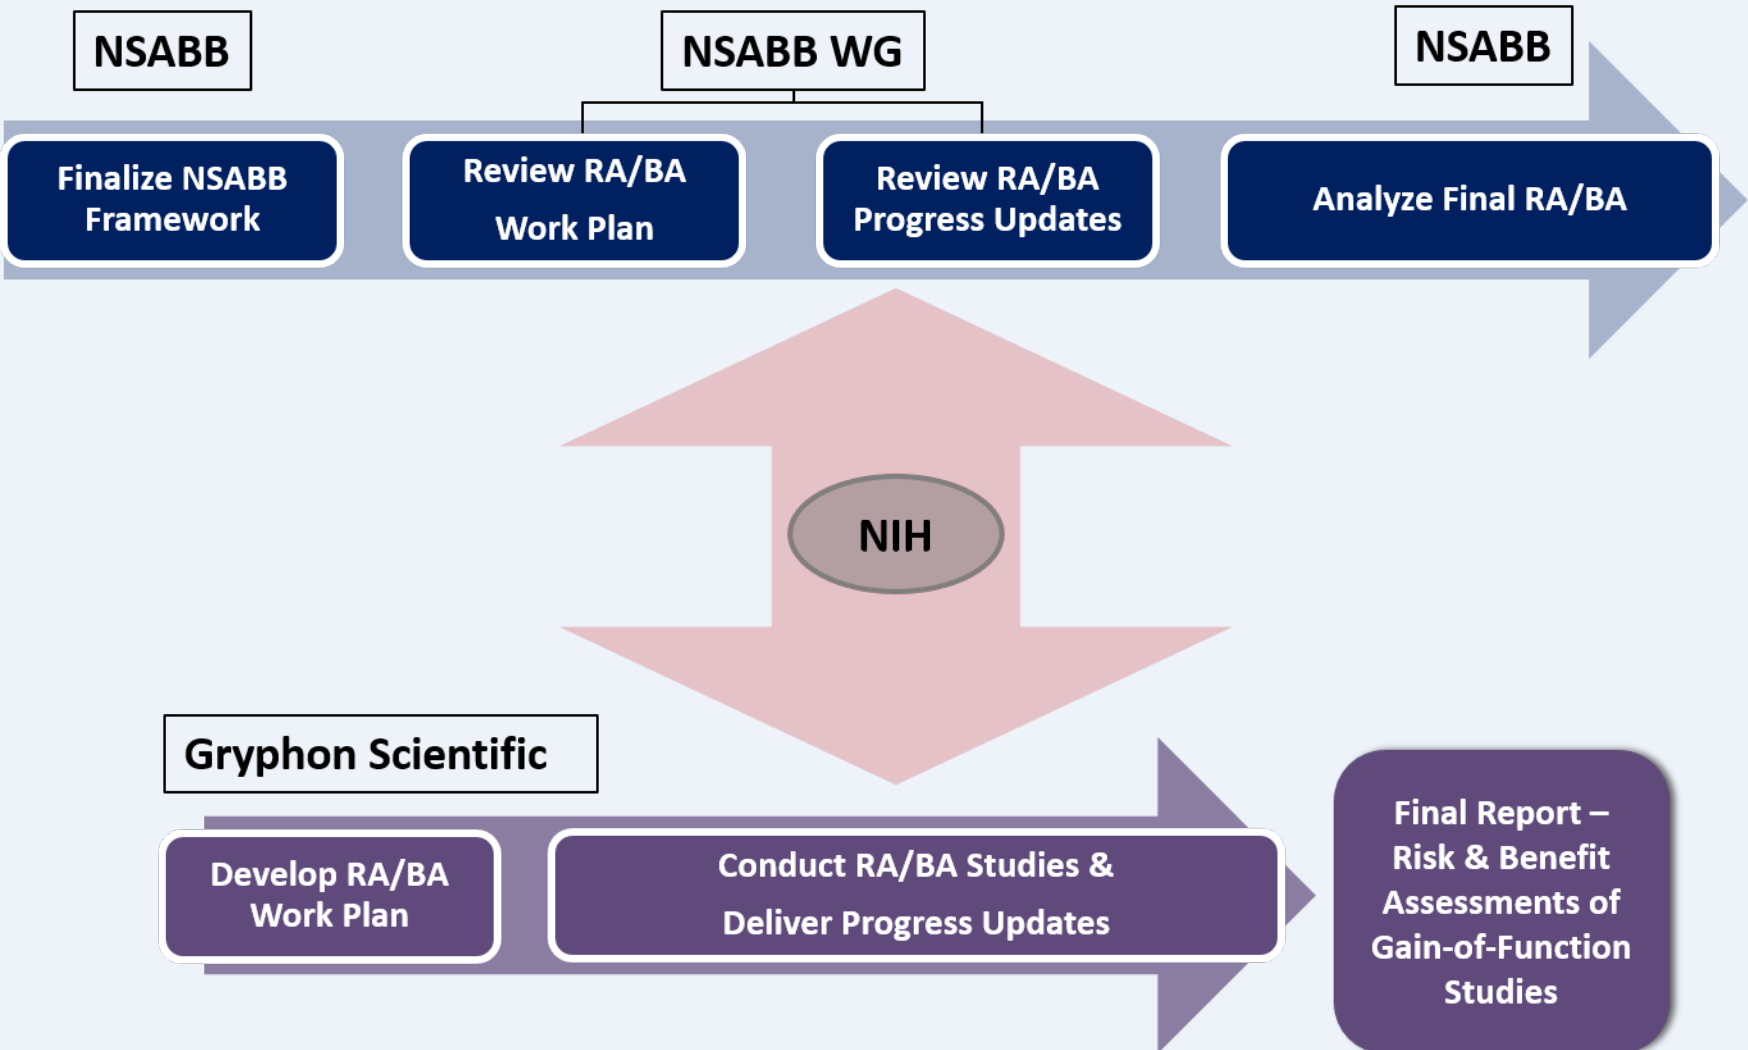 NSABB
NSABB WG
NSABB
Finalize NSABB
Framework
Review RA/BA
Work Plan
Review RA/BA
Progress Updates
Analyze Final RA/BA
NIH
Gryphon Scientific
Develop RA/BA
Work Plan
Conduct RA/BA Studies &
Deliver Progress Updates
Final Report –
Risk & Benefit
Assessments of
Gain-of-Function
Studies